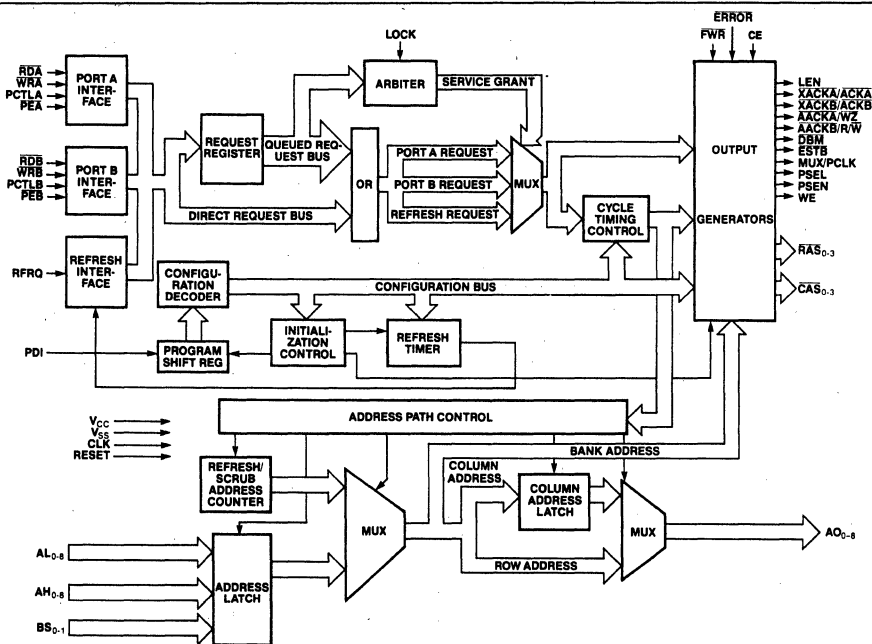 LOCK
ERROR
FWR
CE
RDA
WRA
PCTLA
PEA
PORT A
INTER-
FACE
ARBITER
SERVICE GRANT
REQUEST
REGISTER
QUEUED REQ-
UEST BUS
RDB
WRB
PCTLB
PEB
PORT B
INTER-
FACE
OR
PORT A REQUEST
PORT B REQUEST
REFRESH REQUEST
MUX
DIRECT REQUEST BUS
CYCLE
TIMING
CONTROL
OUTPUT
GENERATORS
LEN
XACKA/ACKA
XACKB/ACKB
AACKA/WZ
AACKB/R/W
DBM
ESTB
MUX/PCLK
PSEL
PSEN
WE
RAS0-3
CAS0-3
RFRQ
REFRESH
INTER-
FACE
CONFIGU-
RATION
DECODER
CONFIGURATION BUS
PDI
PROGRAM
SHIFT REG
INITIALI-
ZATION
CONTROL
REFRESH
TIMER
VCC
VSS
CLK
RESET
ADDRESS PATH CONTROL
BANK ADDRESS
REFRESH/
SCRUB
ADDRESS
COUNTER
MUX
COLUMN
ADDRESS
COLUMN
ADDRESS
LATCH
MUX
ROW ADDRESS
AO0-8
AL0-8
AH0-8
BS0-1
ADDRESS
LATCH